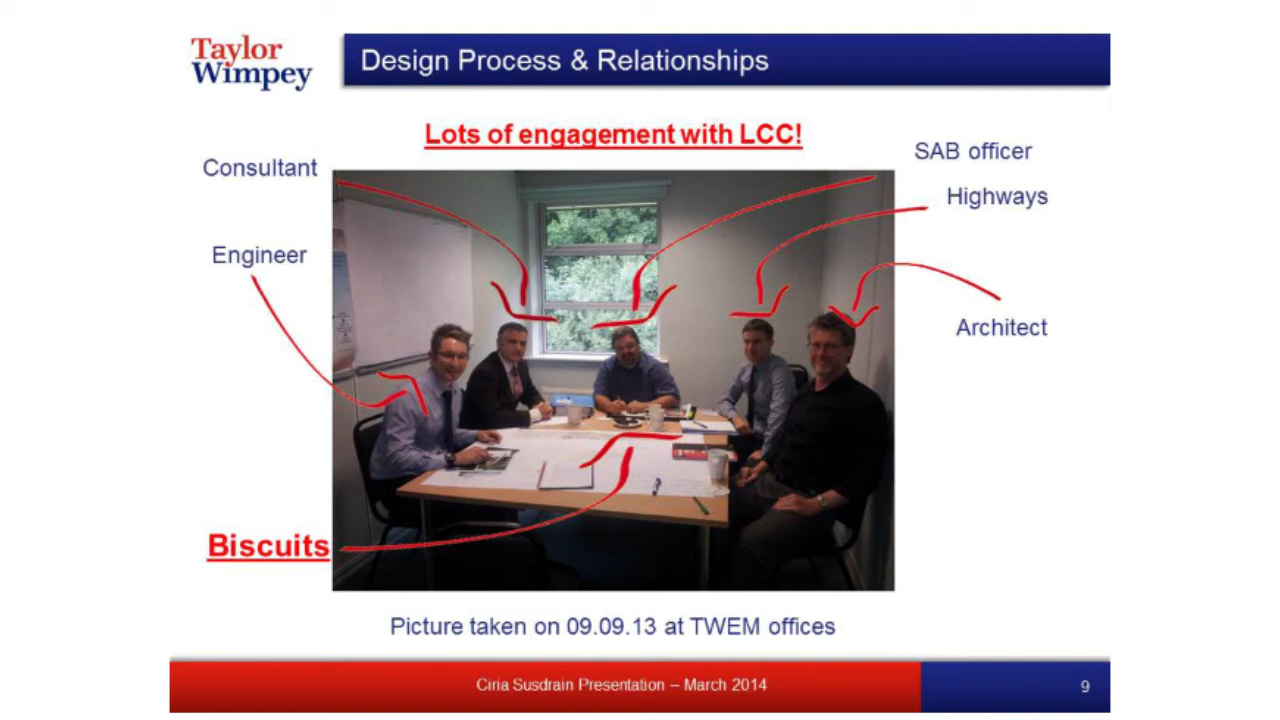 Taylor
Wimpey
Design Process & Relationships
Lots of engagement with LCC!
Consultant
SAB officer
Highways
Engineer
Architect
Biscuits
Picture taken on 09.09.13 at TWEM offices
Ciria Susdrain Presentation – March 2014
9